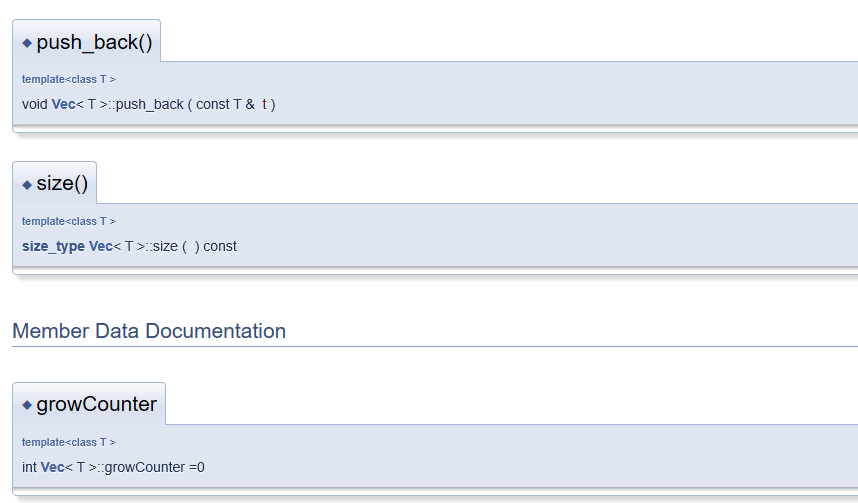 ◆ push_back()
template<class T >
void Vec< T >::push_back ( const T & t )
◆ size()
template<class T >
size_type Vec< T >::size ( ) const
Member Data Documentation
◆ growCounter
template<class T >
int Vec< T >::growCounter =0